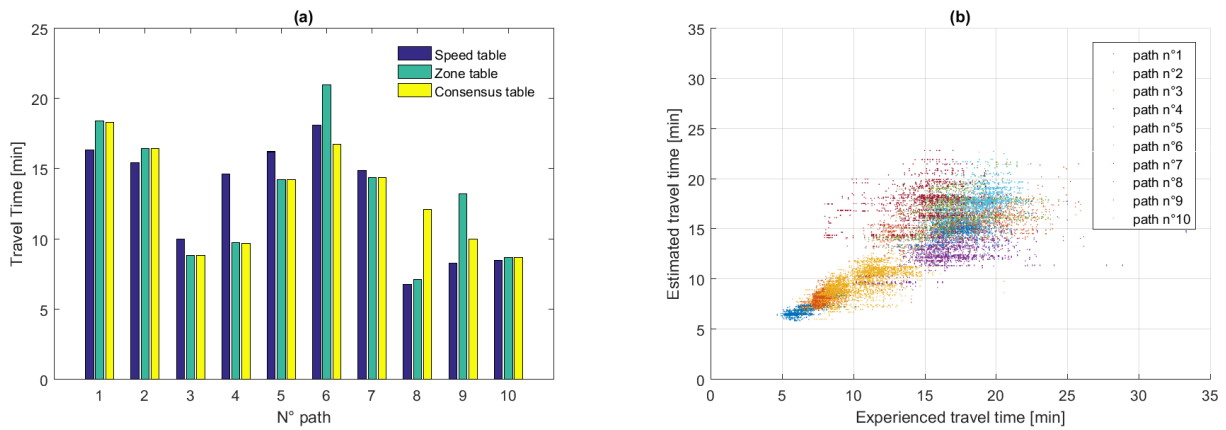 (a)
25
20
15
10
5
0
Travel Time [min]
Speed table
Zone table
Consensus table
1 2 3 4 5 6 7 8 9 10
N° path
(b)
35
30
25
20
15
10
5
0
Estimated travel time [min]
path n°1
path n°2
path n°3
path n°4
path n°5
path n°6
path n°7
path n°8
path n°9
path n°10
0 5 10 15 20 25 30 35
Experienced travel time [min]